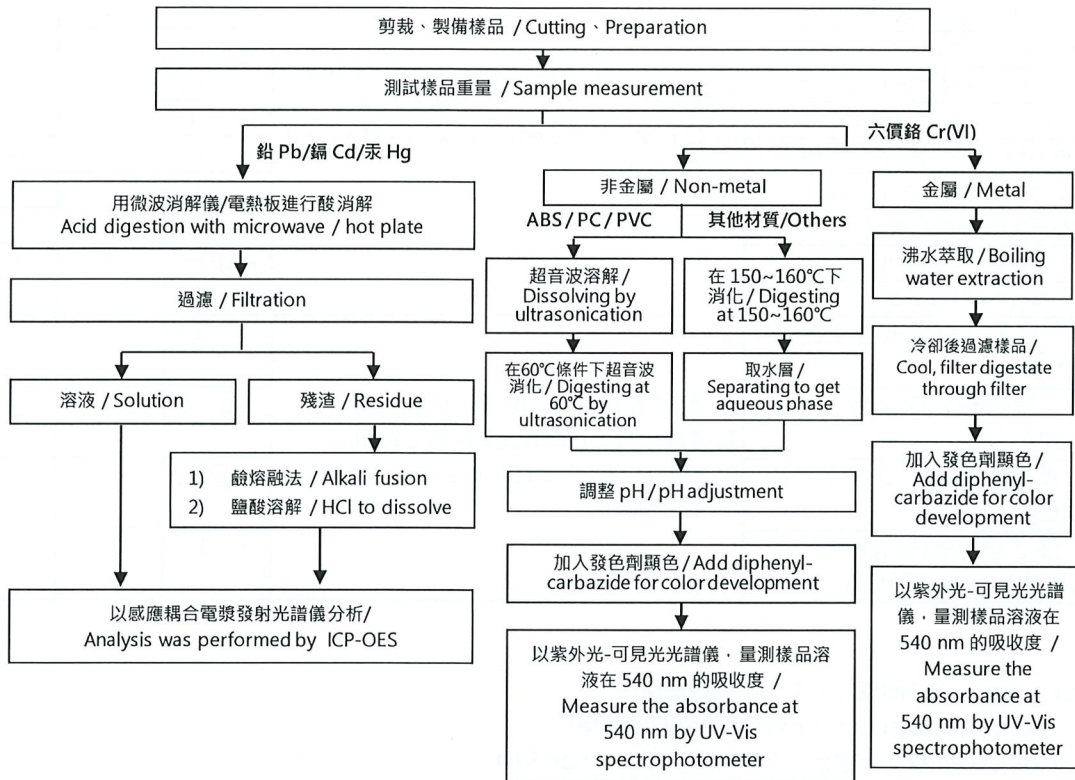 剪裁、製備樣品 / Cutting、Preparation
測試樣品重量 / Sample measurement
鉛 Pb/鎘 Cd/汞 Hg
六價鉻 Cr(VI)
用微波消解儀/電熱板進行酸消解
Acid digestion with microwave / hot plate
過濾 / Filtration
溶液 / Solution
殘渣 / Residue
1) 鹼熔融法 / Alkali fusion
2) 鹽酸溶解 / HCl to dissolve
以感應耦合電漿發射光譜儀分析/
Analysis was performed by ICP-OES
非金屬 / Non-metal
ABS / PC / PVC
其他材質/Others
超音波溶解 /
Dissolving by
ultrasonication
在 150~160℃下
消化 / Digesting
at 150~160℃
在60℃條件下超音波
消化 / Digesting at
60℃ by
ultrasonication
取水層 /
Separating to get
aqueous phase
調整 pH / pH adjustment
加入發色劑顯色 / Add diphenyl-
carbazide for color development
以紫外光-可見光光譜儀，量測樣品溶
液在 540 nm 的吸收度 /
Measure the absorbance at
540 nm by UV-Vis
spectrophotometer
金屬 / Metal
沸水萃取 / Boiling
water extraction
冷卻後過濾樣品 /
Cool, filter digestate
through filter
加入發色劑顯色 /
Add diphenyl-
carbazide for color
development
以紫外光-可見光光譜
儀，量測樣品溶液在
540 nm 的吸收度 /
Measure the
absorbance at
540 nm by UV-Vis
spectrophotometer